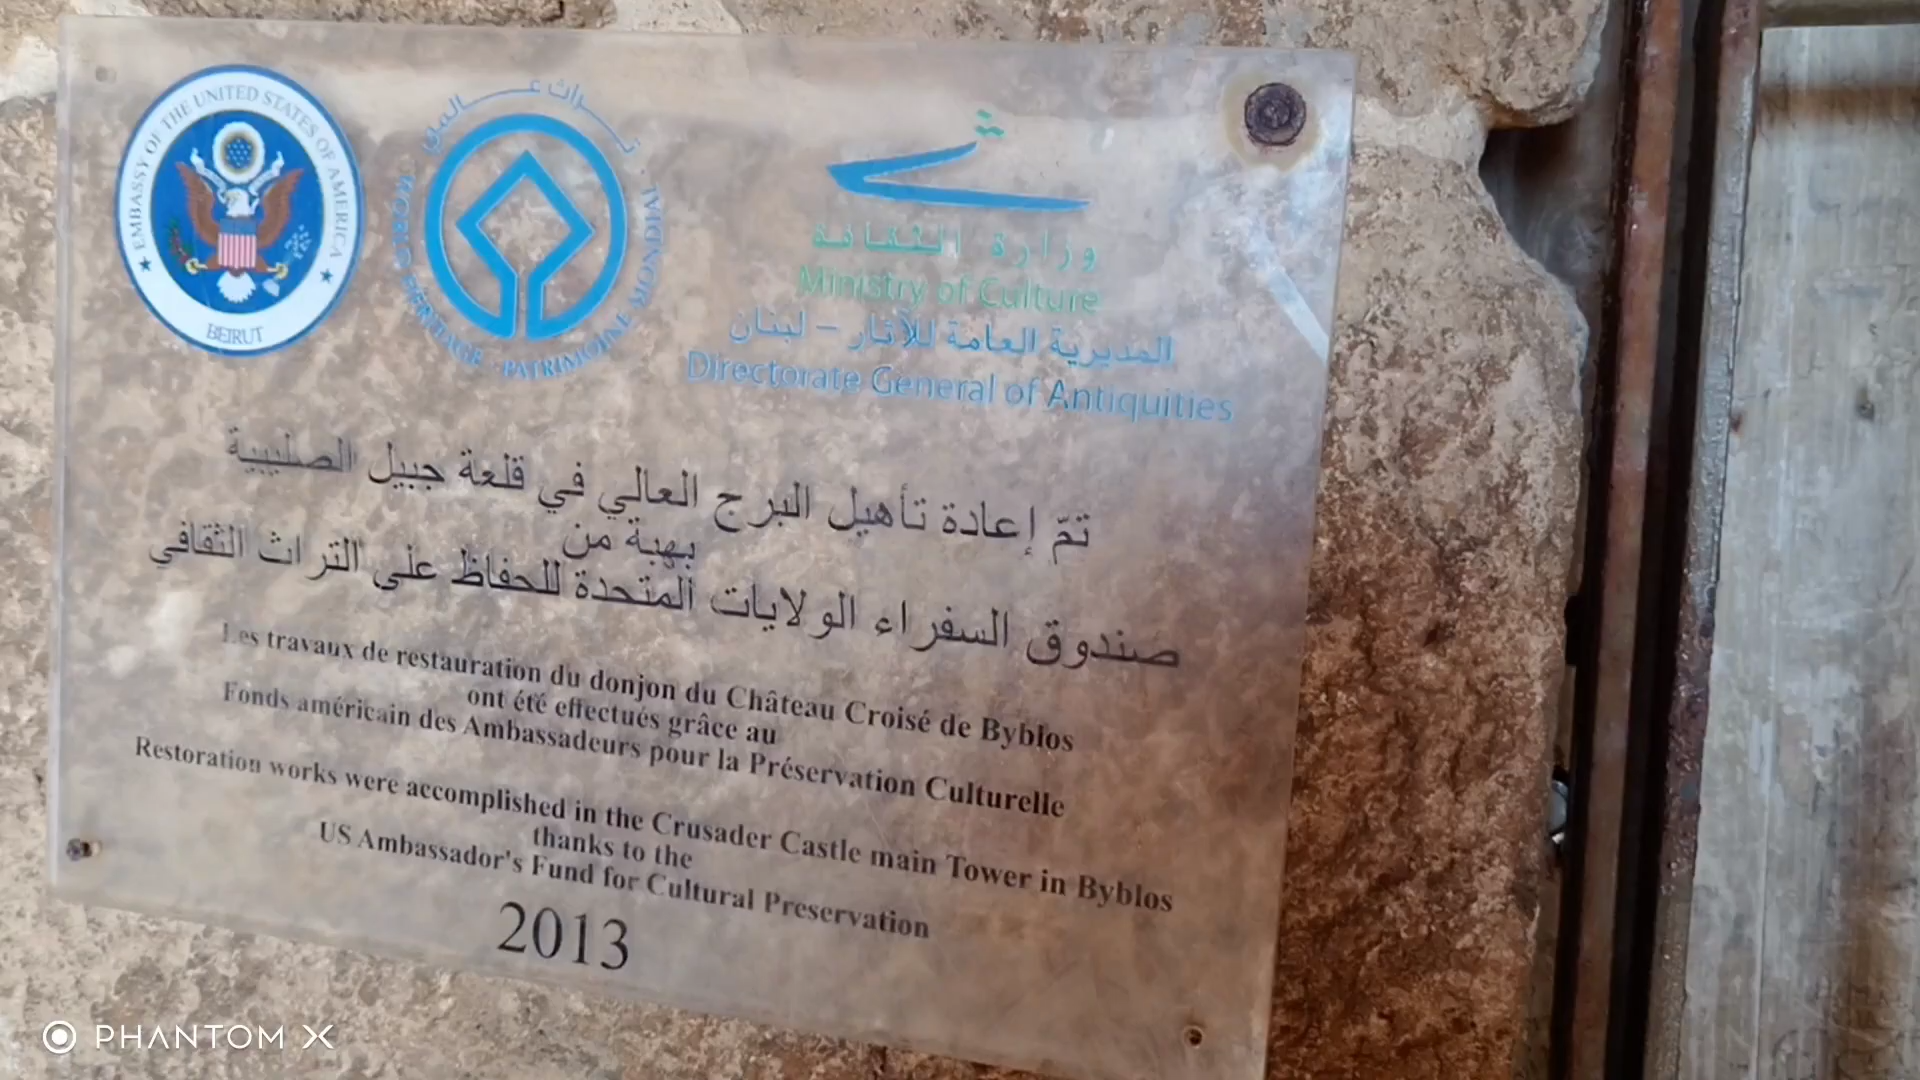 EMBASSY OF THE UNITED STATES OF AMERICA
BEIRUT
تراث عالمي
WORLD HERITAGE · PATRIMOINE MONDIAL
وزارة الثقافة
Ministry of Culture
المديرية العامة للآثار – لبنان
Directorate General of Antiquities
تمّ إعادة تأهيل البرج العالي في قلعة جبيل الصليبية
بهبة من
صندوق السفراء الولايات المتحدة للحفاظ على التراث الثقافي
Les travaux de restauration du donjon du Château Croisé de Byblos
ont été effectués grâce au
Fonds américain des Ambassadeurs pour la Préservation Culturelle
Restoration works were accomplished in the Crusader Castle main Tower in Byblos
thanks to the
US Ambassador's Fund for Cultural Preservation
2013
PHANTOM X